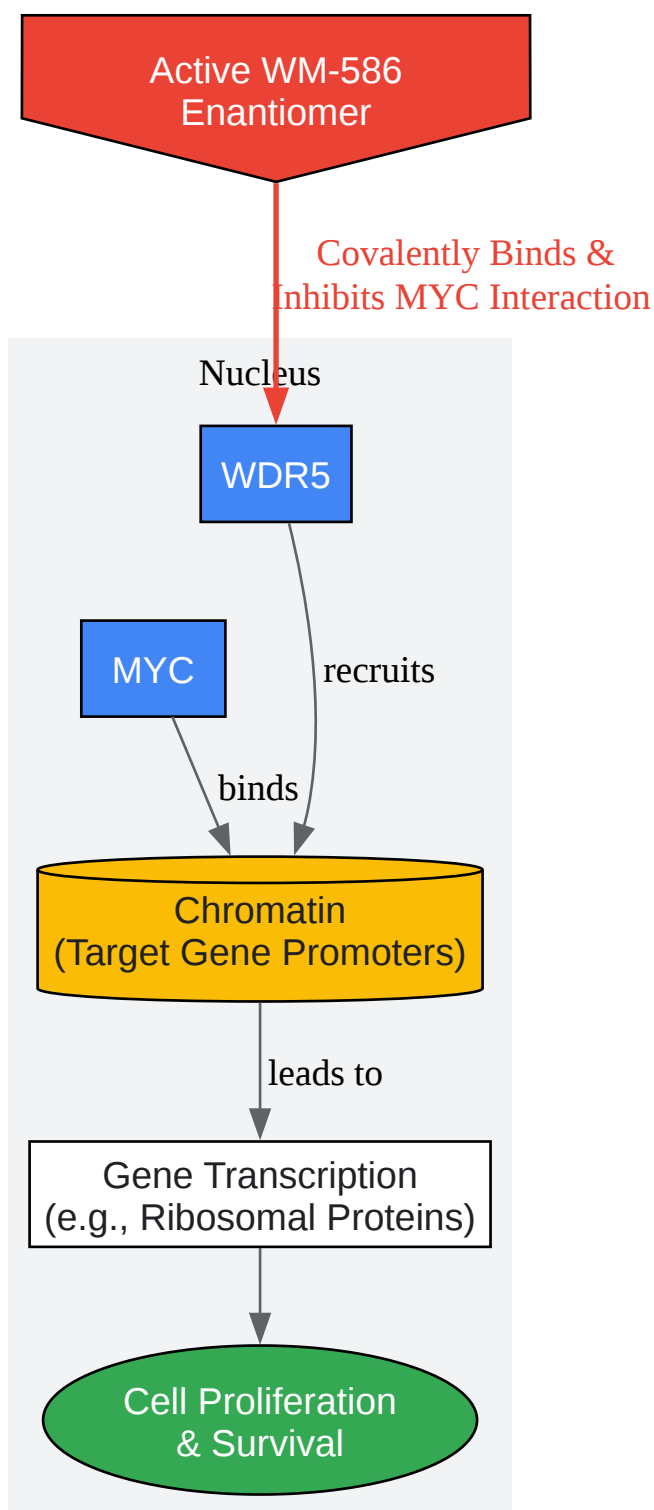 Active WM-586
Enantiomer
Covalently Binds &
Inhibits MYC Interaction
Nucleus
WDR5
MYC
recruits
binds
Chromatin
(Target Gene Promoters)
leads to
Gene Transcription
(e.g., Ribosomal Proteins)
Cell Proliferation
& Survival